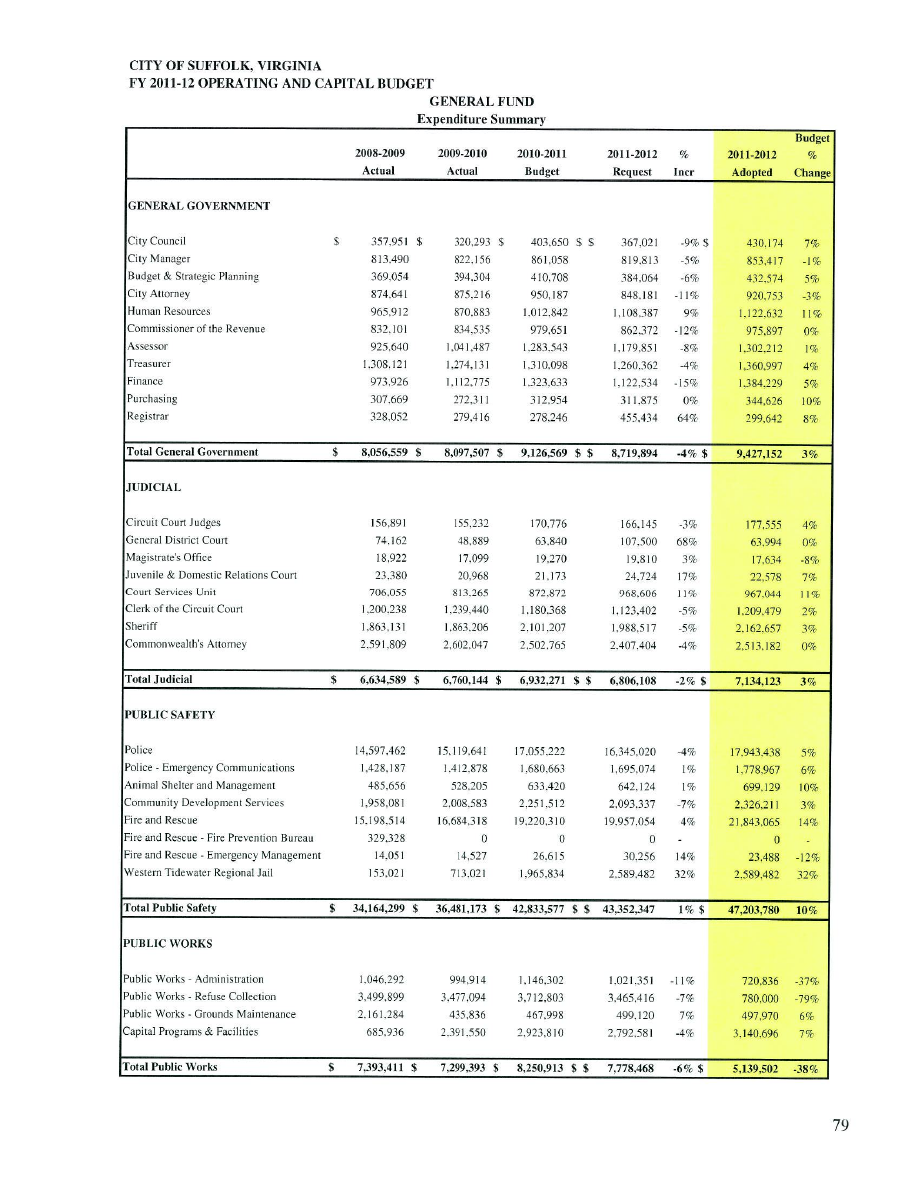 CITY OF SUFFOLK, VIRGINIA
FY 2011-12 OPERATING AND CAPITAL BUDGET
GENERAL FUND
Expenditure Summary
Budget
2008-2009 2009-2010 2010-2011 2011-2012 % 2011-2012 %
Actual Actual Budget Request Incr Adopted Change
GENERAL GOVERNMENT
City Council $ 357,951 $ 320,293 $ 403,650 $ $ 367,021 -9% $ 430,174 7%
City Manager 813,490 822,156 861,058 819,813 -5% 853,417 -1%
Budget & Strategic Planning 369,054 394,304 410,708 384,064 -6% 432,574 5%
City Attorney 874,641 875,216 950,187 848,181 -11% 920,753 -3%
Human Resources 965,912 870,883 1,012,842 1,108,387 9% 1,122,632 11%
Commissioner of the Revenue 832,101 834,535 979,651 862,372 -12% 975,897 0%
Assessor 925,640 1,041,487 1,283,543 1,179,851 -8% 1,302,212 1%
Treasurer 1,308,121 1,274,131 1,310,098 1,260,362 -4% 1,360,997 4%
Finance 973,926 1,112,775 1,323,633 1,122,534 -15% 1,384,229 5%
Purchasing 307,669 272,311 312,954 311,875 0% 344,626 10%
Registrar 328,052 279,416 278,246 455,434 64% 299,642 8%
Total General Government $ 8,056,559 $ 8,097,507 $ 9,126,569 $ $ 8,719,894 -4% $ 9,427,152 3%
JUDICIAL
Circuit Court Judges 156,891 155,232 170,776 166,145 -3% 177,555 4%
General District Court 74,162 48,889 63,840 107,500 68% 63,994 0%
Magistrate's Office 18,922 17,099 19,270 19,810 3% 17,634 -8%
Juvenile & Domestic Relations Court 23,380 20,968 21,173 24,724 17% 22,578 7%
Court Services Unit 706,055 813,265 872,872 968,606 11% 967,044 11%
Clerk of the Circuit Court 1,200,238 1,239,440 1,180,368 1,123,402 -5% 1,209,479 2%
Sheriff 1,863,131 1,863,206 2,101,207 1,988,517 -5% 2,162,657 3%
Commonwealth's Attorney 2,591,809 2,602,047 2,502,765 2,407,404 -4% 2,513,182 0%
Total Judicial $ 6,634,589 $ 6,760,144 $ 6,932,271 $ $ 6,806,108 -2% $ 7,134,123 3%
PUBLIC SAFETY
Police 14,597,462 15,119,641 17,055,222 16,345,020 -4% 17,943,438 5%
Police - Emergency Communications 1,428,187 1,412,878 1,680,663 1,695,074 1% 1,778,967 6%
Animal Shelter and Management 485,656 528,205 633,420 642,124 1% 699,129 10%
Community Development Services 1,958,081 2,008,583 2,251,512 2,093,337 -7% 2,326,211 3%
Fire and Rescue 15,198,514 16,684,318 19,220,310 19,957,054 4% 21,843,065 14%
Fire and Rescue - Fire Prevention Bureau 329,328 0 0 0 - 0 -
Fire and Rescue - Emergency Management 14,051 14,527 26,615 30,256 14% 23,488 -12%
Western Tidewater Regional Jail 153,021 713,021 1,965,834 2,589,482 32% 2,589,482 32%
Total Public Safety $ 34,164,299 $ 36,481,173 $ 42,833,577 $ $ 43,352,347 1% $ 47,203,780 10%
PUBLIC WORKS
Public Works - Administration 1,046,292 994,914 1,146,302 1,021,351 -11% 720,836 -37%
Public Works - Refuse Collection 3,499,899 3,477,094 3,712,803 3,465,416 -7% 780,000 -79%
Public Works - Grounds Maintenance 2,161,284 435,836 467,998 499,120 7% 497,970 6%
Capital Programs & Facilities 685,936 2,391,550 2,923,810 2,792,581 -4% 3,140,696 7%
Total Public Works $ 7,393,411 $ 7,299,393 $ 8,250,913 $ $ 7,778,468 -6% $ 5,139,502 -38%
79